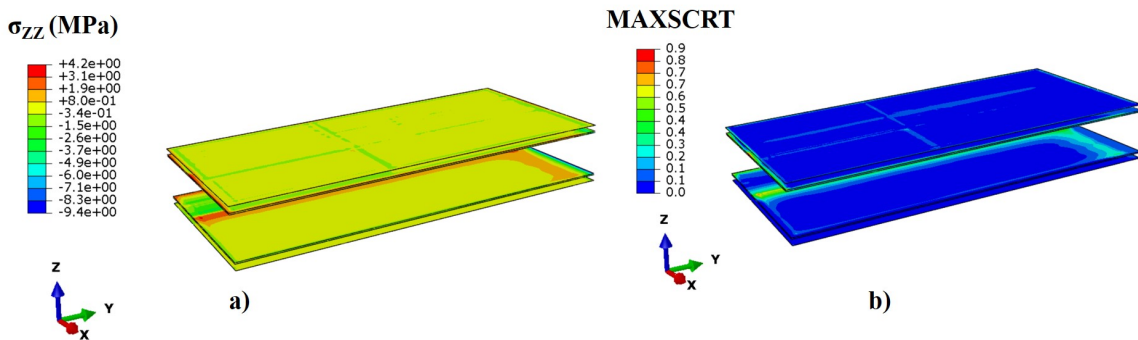 σZZ (MPa)
+4.2e+00
+3.1e+00
+1.9e+00
+8.0e-01
-3.4e-01
-1.5e+00
-2.6e+00
-3.7e+00
-4.9e+00
-6.0e+00
-7.1e+00
-8.3e+00
-9.4e+00
Z
Y
X
a)
MAXSCRT
0.9
0.8
0.7
0.7
0.6
0.5
0.4
0.4
0.3
0.2
0.1
0.1
0.0
Z
Y
X
b)